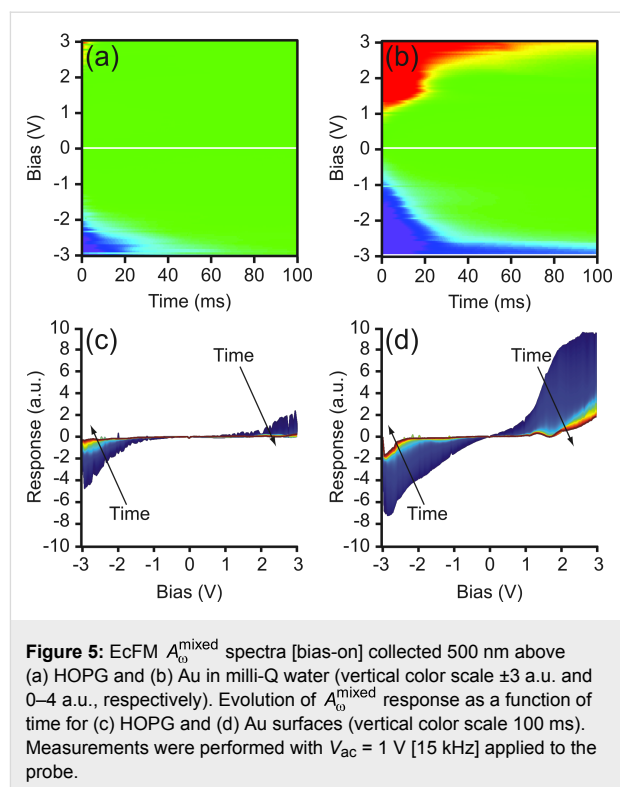 (a)
3
2
1
0
-1
-2
-3
Bias (V)
0 20 40 60 80 100
Time (ms)
(b)
3
2
1
0
-1
-2
-3
Bias (V)
0 20 40 60 80 100
Time (ms)
(c)
10
8
6
4
2
0
-2
-4
-6
-8
-10
Response (a.u.)
Time
Time
-3 -2 -1 0 1 2 3
Bias (V)
(d)
10
8
6
4
2
0
-2
-4
-6
-8
-10
Response (a.u.)
Time
Time
-3 -2 -1 0 1 2 3
Bias (V)
Figure 5: EcFM A_ω^mixed spectra [bias-on] collected 500 nm above
(a) HOPG and (b) Au in milli-Q water (vertical color scale ±3 a.u. and
0–4 a.u., respectively). Evolution of A_ω^mixed response as a function of
time for (c) HOPG and (d) Au surfaces (vertical color scale 100 ms).
Measurements were performed with V_ac = 1 V [15 kHz] applied to the
probe.